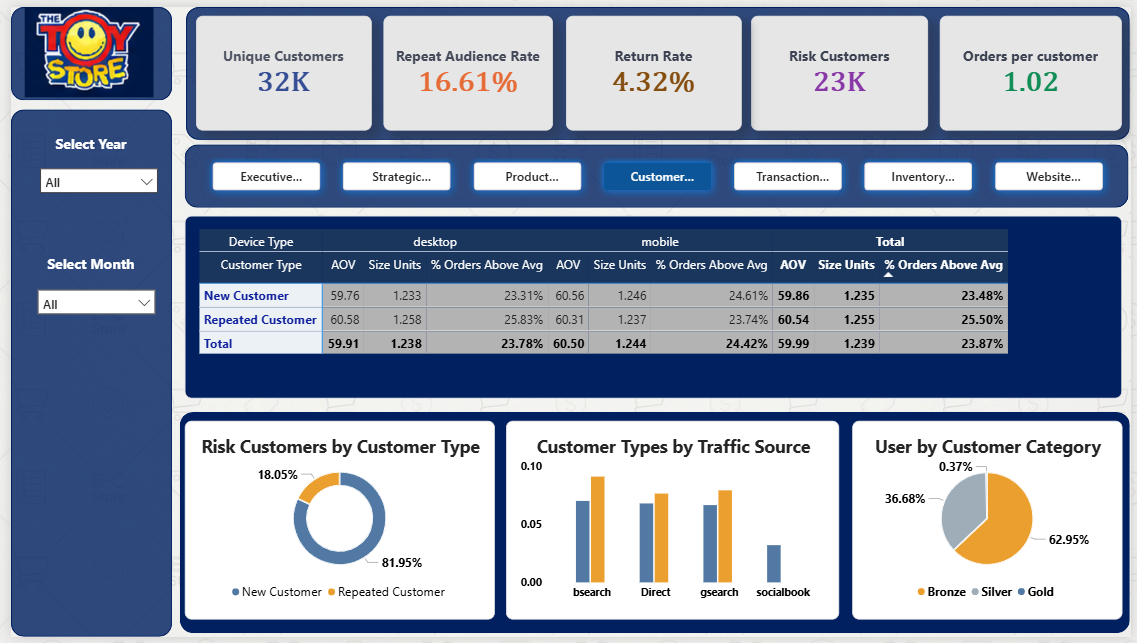 THE
TOY
STORE
Unique Customers
32K
Repeat Audience Rate
16.61%
Return Rate
4.32%
Risk Customers
23K
Orders per customer
1.02
Select Year
All
Select Month
All
Executive... Strategic... Product... Customer... Transaction... Inventory... Website...
Device Type desktop mobile Total
Customer Type AOV Size Units % Orders Above Avg AOV Size Units % Orders Above Avg AOV Size Units % Orders Above Avg
New Customer 59.76 1.233 23.31% 60.56 1.246 24.61% 59.86 1.235 23.48%
Repeated Customer 60.58 1.258 25.83% 60.31 1.237 23.74% 60.54 1.255 25.50%
Total 59.91 1.238 23.78% 60.50 1.244 24.42% 59.99 1.239 23.87%
Risk Customers by Customer Type
18.05%
81.95%
New Customer Repeated Customer
Customer Types by Traffic Source
0.10
0.05
0.00
bsearch Direct gsearch socialbook
User by Customer Category
0.37%
36.68%
62.95%
Bronze Silver Gold